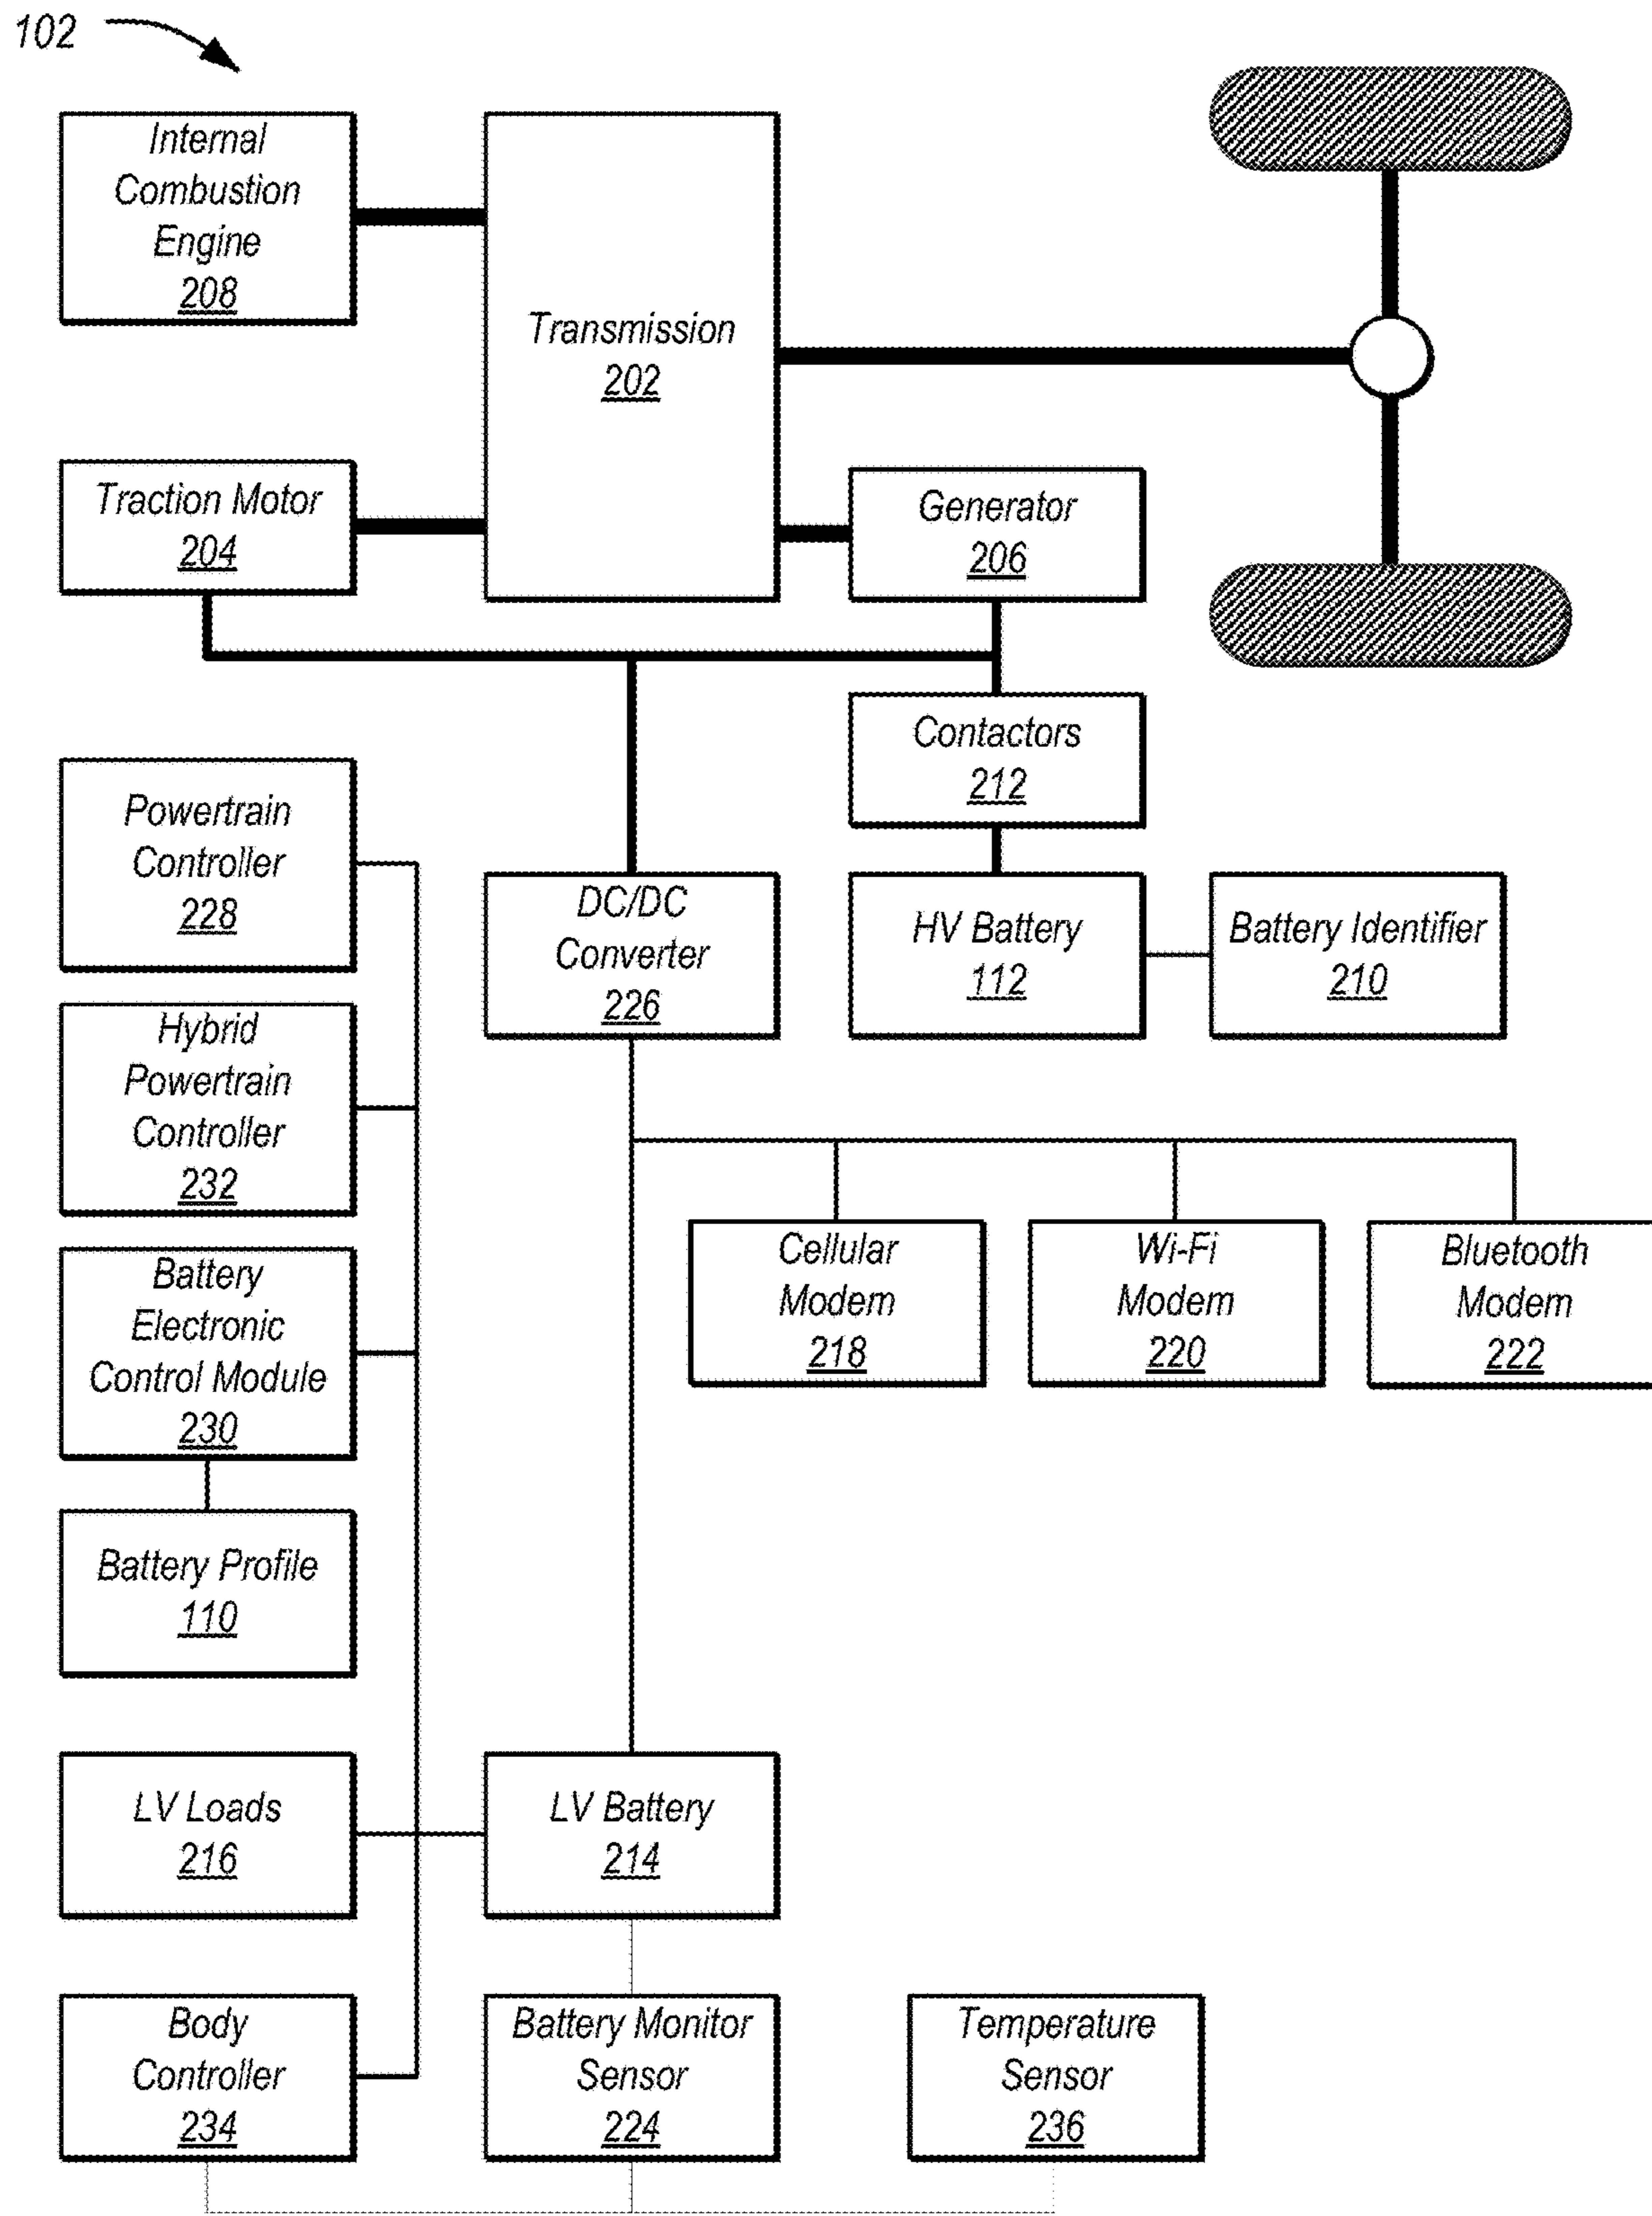 102
Internal
Combustion
Engine
208
Transmission
202
Traction Motor
204
Generator
206
Contactors
212
Powertrain
Controller
228
DC/DC
Converter
226
HV Battery
112
Battery Identifier
210
Hybrid
Powertrain
Controller
232
Cellular
Modem
218
Wi-Fi
Modem
220
Bluetooth
Modem
222
Battery
Electronic
Control Module
230
Battery Profile
110
LV Loads
216
LV Battery
214
Body
Controller
234
Battery Monitor
Sensor
224
Temperature
Sensor
236